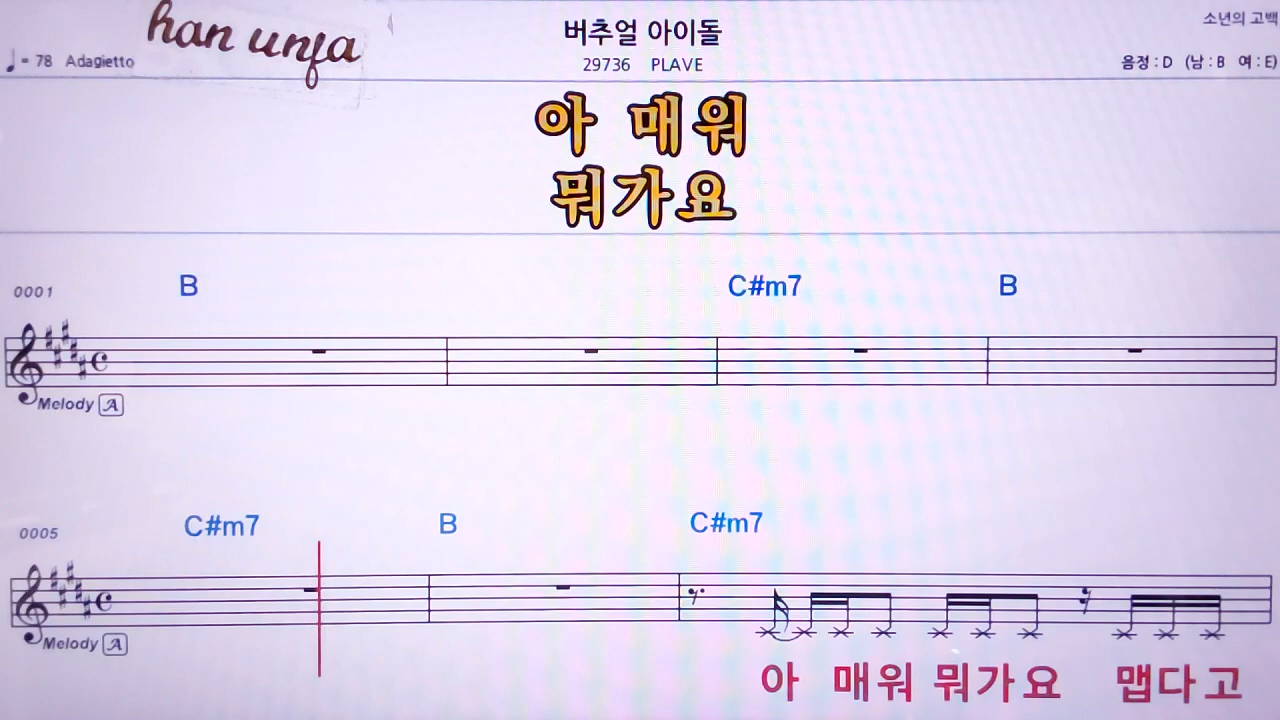 han unja
버추얼 아이돌
소년의 고백
♩= 78 Adagietto
29736 PLAVE
음정 : D (남 : B 여 : E)
아 매워
뭐가요
0001 B C#m7 B
Melody A
0005 C#m7 B C#m7
Melody A
아 매워 뭐가요 맵다고